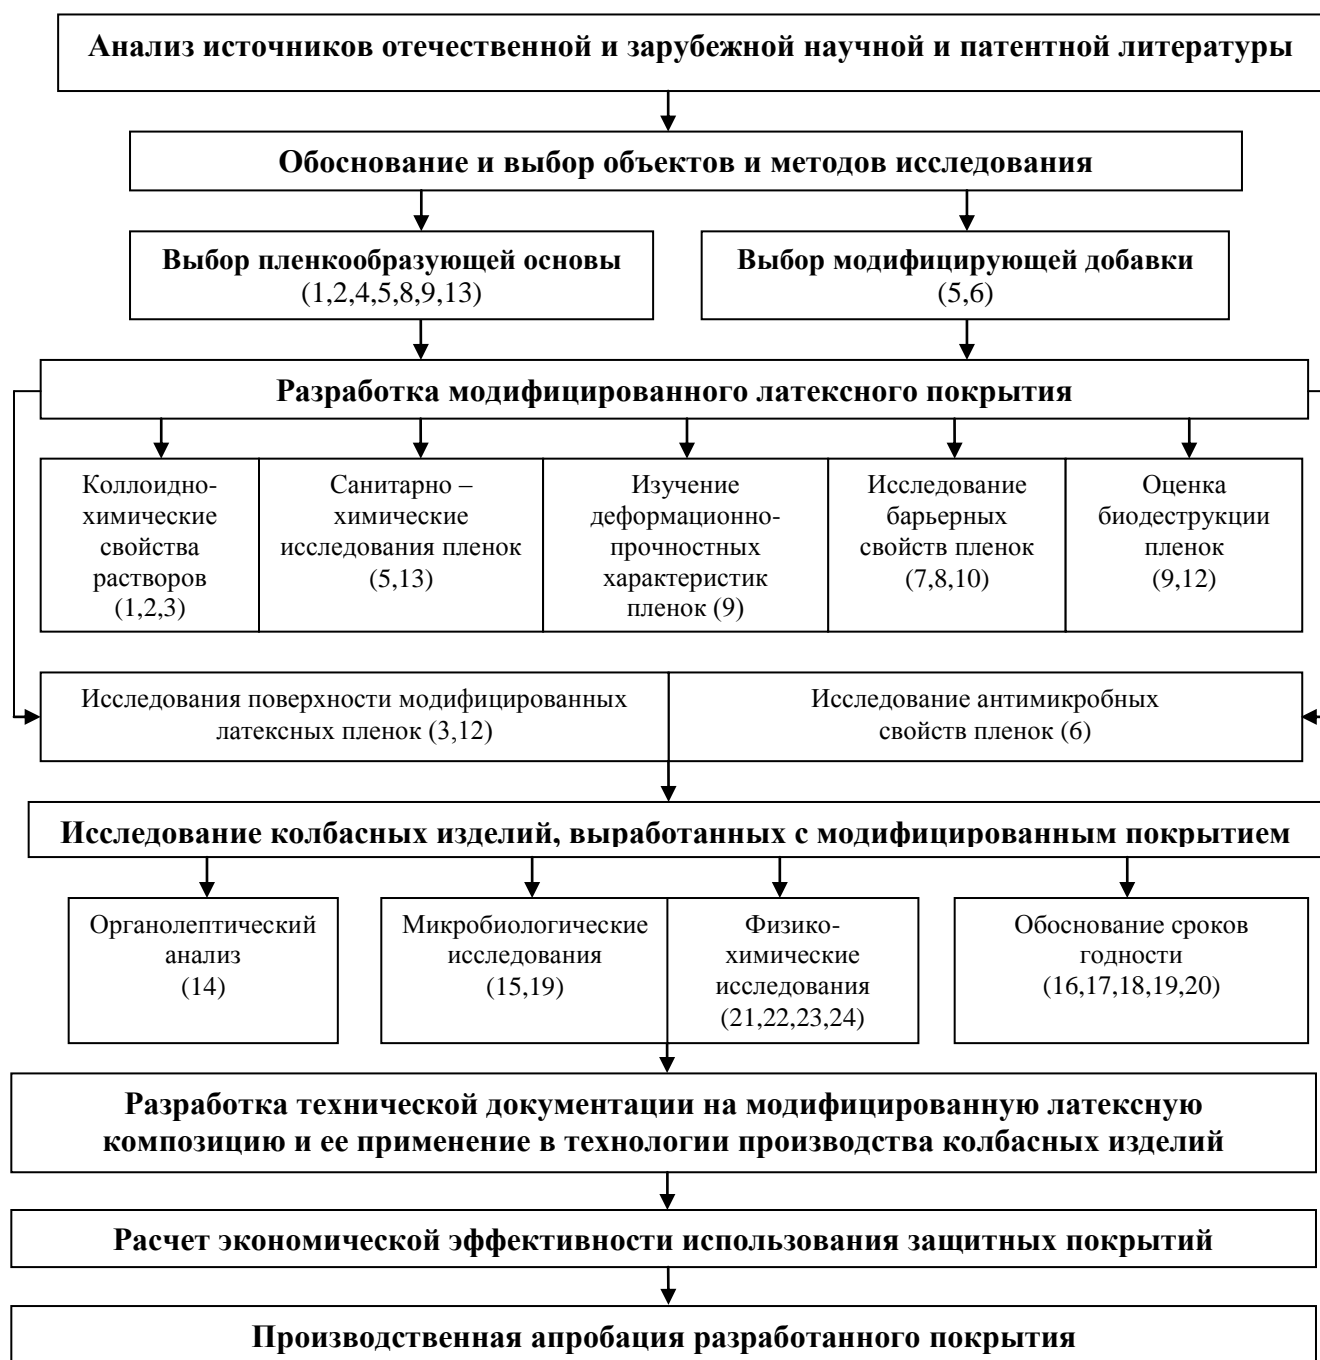 Анализ источников отечественной и зарубежной научной и патентной литературы
Обоснование и выбор объектов и методов исследования
Выбор пленкообразующей основы
(1,2,4,5,8,9,13)
Выбор модифицирующей добавки
(5,6)
Разработка модифицированного латексного покрытия
Коллоидно-
химические
свойства
растворов
(1,2,3)
Санитарно –
химические
исследования пленок
(5,13)
Изучение
деформационно-
прочностных
характеристик
пленок (9)
Исследование
барьерных
свойств пленок
(7,8,10)
Оценка
биодеструкции
пленок
(9,12)
Исследования поверхности модифицированных
латексных пленок (3,12)
Исследование антимикробных
свойств пленок (6)
Исследование колбасных изделий, выработанных с модифицированным покрытием
Органолептический
анализ
(14)
Микробиологические
исследования
(15,19)
Физико-
химические
исследования
(21,22,23,24)
Обоснование сроков
годности
(16,17,18,19,20)
Разработка технической документации на модифицированную латексную
композицию и ее применение в технологии производства колбасных изделий
Расчет экономической эффективности использования защитных покрытий
Производственная апробация разработанного покрытия